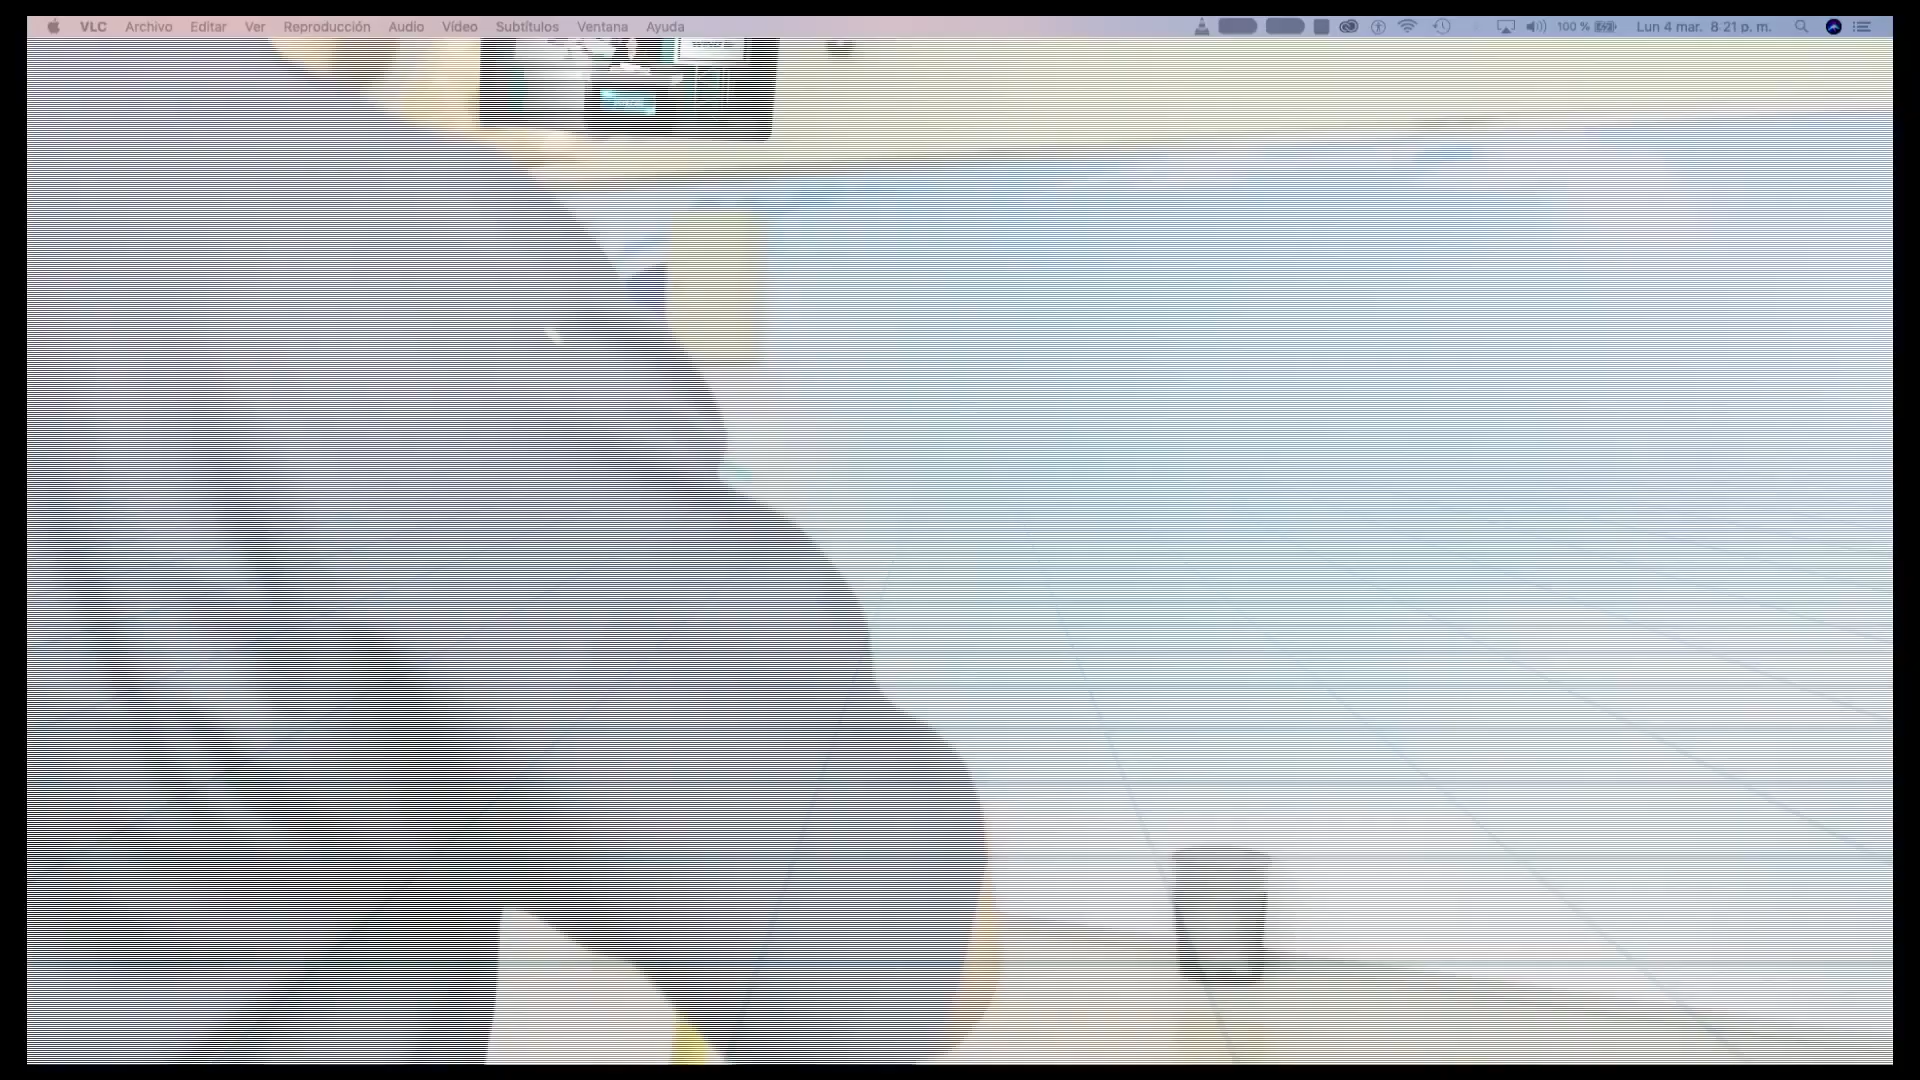 VLC Archivo Editar Ver Reproducción Audio Vídeo Subtítulos Ventana Ayuda 100 % Lun 4 mar. 8:21 p. m.